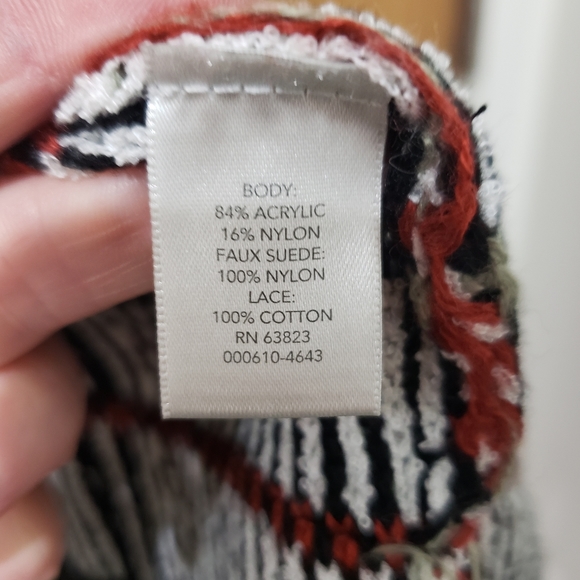 BODY:
84% ACRYLIC
16% NYLON
FAUX SUEDE:
100% NYLON
LACE:
100% COTTON
RN 63823
000610-4643